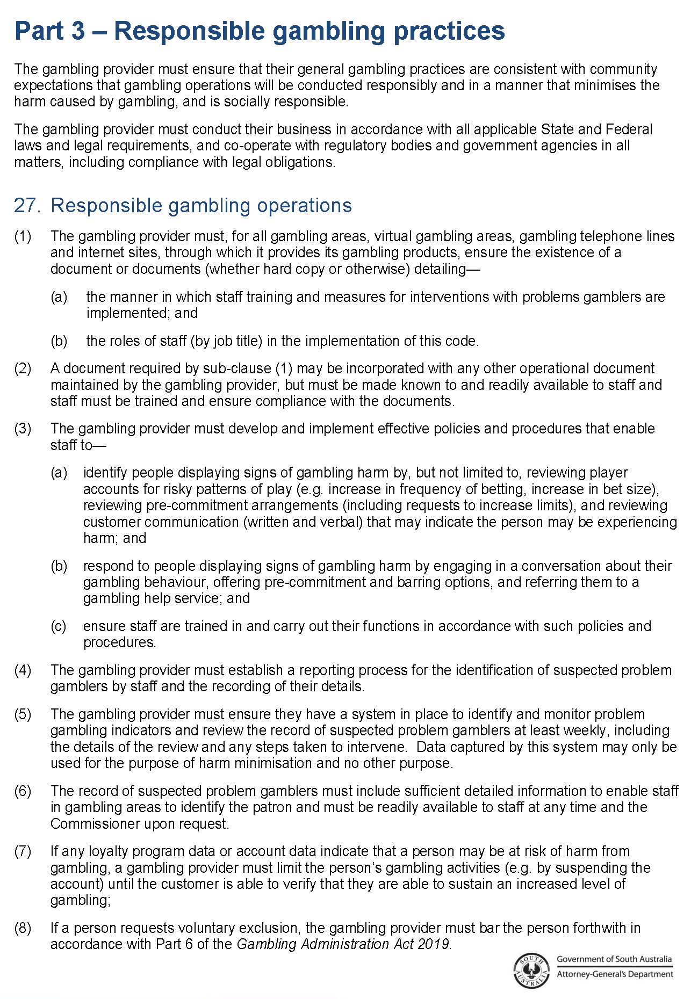 Part 3 – Responsible gambling practices
The gambling provider must ensure that their general gambling practices are consistent with community
expectations that gambling operations will be conducted responsibly and in a manner that minimises the
harm caused by gambling, and is socially responsible.
The gambling provider must conduct their business in accordance with all applicable State and Federal
laws and legal requirements, and co-operate with regulatory bodies and government agencies in all
matters, including compliance with legal obligations.
27. Responsible gambling operations
(1) The gambling provider must, for all gambling areas, virtual gambling areas, gambling telephone lines
and internet sites, through which it provides its gambling products, ensure the existence of a
document or documents (whether hard copy or otherwise) detailing—
(a) the manner in which staff training and measures for interventions with problems gamblers are
implemented; and
(b) the roles of staff (by job title) in the implementation of this code.
(2) A document required by sub-clause (1) may be incorporated with any other operational document
maintained by the gambling provider, but must be made known to and readily available to staff and
staff must be trained and ensure compliance with the documents.
(3) The gambling provider must develop and implement effective policies and procedures that enable
staff to—
(a) identify people displaying signs of gambling harm by, but not limited to, reviewing player
accounts for risky patterns of play (e.g. increase in frequency of betting, increase in bet size),
reviewing pre-commitment arrangements (including requests to increase limits), and reviewing
customer communication (written and verbal) that may indicate the person may be experiencing
harm; and
(b) respond to people displaying signs of gambling harm by engaging in a conversation about their
gambling behaviour, offering pre-commitment and barring options, and referring them to a
gambling help service; and
(c) ensure staff are trained in and carry out their functions in accordance with such policies and
procedures.
(4) The gambling provider must establish a reporting process for the identification of suspected problem
gamblers by staff and the recording of their details.
(5) The gambling provider must ensure they have a system in place to identify and monitor problem
gambling indicators and review the record of suspected problem gamblers at least weekly, including
the details of the review and any steps taken to intervene. Data captured by this system may only be
used for the purpose of harm minimisation and no other purpose.
(6) The record of suspected problem gamblers must include sufficient detailed information to enable staff
in gambling areas to identify the patron and must be readily available to staff at any time and the
Commissioner upon request.
(7) If any loyalty program data or account data indicate that a person may be at risk of harm from
gambling, a gambling provider must limit the person’s gambling activities (e.g. by suspending the
account) until the customer is able to verify that they are able to sustain an increased level of
gambling;
(8) If a person requests voluntary exclusion, the gambling provider must bar the person forthwith in
accordance with Part 6 of the Gambling Administration Act 2019.
SOUTH AUSTRALIA
Government of South Australia
Attorney-General's Department